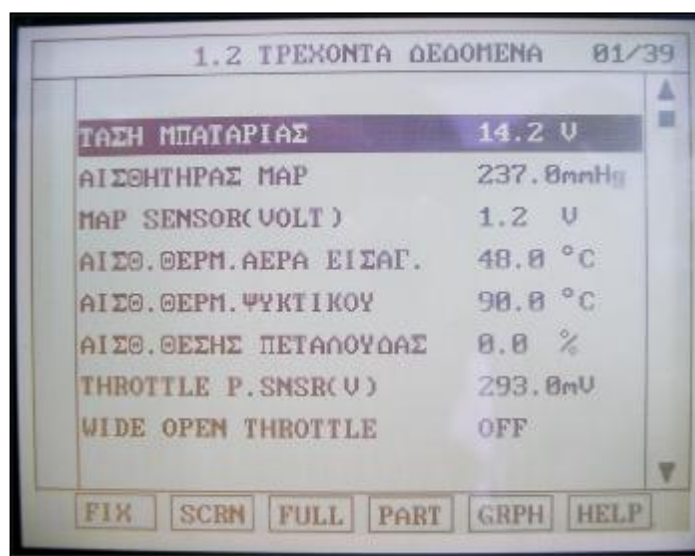 1.2 ΤΡΕΧΟΝΤΑ ΔΕΔΟΜΕΝΑ 01/39
ΤΑΣΗ ΜΠΑΤΑΡΙΑΣ 14.2 V
ΑΙΣΘΗΤΗΡΑΣ MAP 237.0mmHg
MAP SENSOR(VOLT) 1.2 V
ΑΙΣΘ.ΘΕΡΜ.ΑΕΡΑ ΕΙΣΑΓ. 48.0 °C
ΑΙΣΘ.ΘΕΡΜ.ΨΥΚΤΙΚΟΥ 90.0 °C
ΑΙΣΘ.ΘΕΣΗΣ ΠΕΤΑΛΟΥΔΑΣ 0.0 %
THROTTLE P.SNSR(V) 293.0mV
WIDE OPEN THROTTLE OFF
FIX SCRN FULL PART GRPH HELP